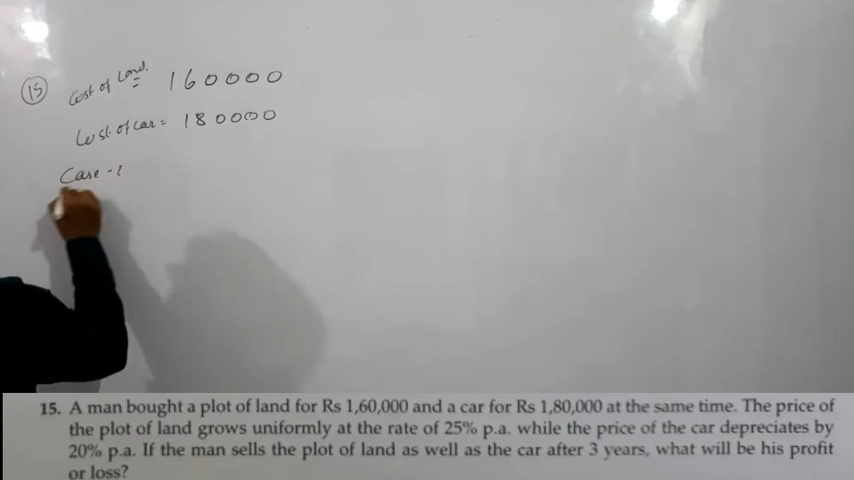 15 Cost of Land = 160000
Cost of car = 180000
Case - 1
15. A man bought a plot of land for Rs 1,60,000 and a car for Rs 1,80,000 at the same time. The price of
the plot of land grows uniformly at the rate of 25% p.a. while the price of the car depreciates by
20% p.a. If the man sells the plot of land as well as the car after 3 years, what will be his profit
or loss?